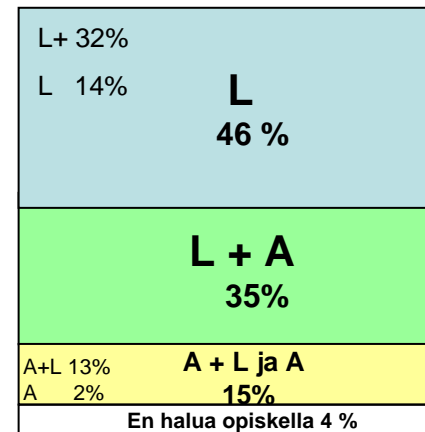 L+ 32%
L 14%
L
46 %
L + A
35%
A+L 13%
A 2%
A + L ja A
15%
En halua opiskella 4 %